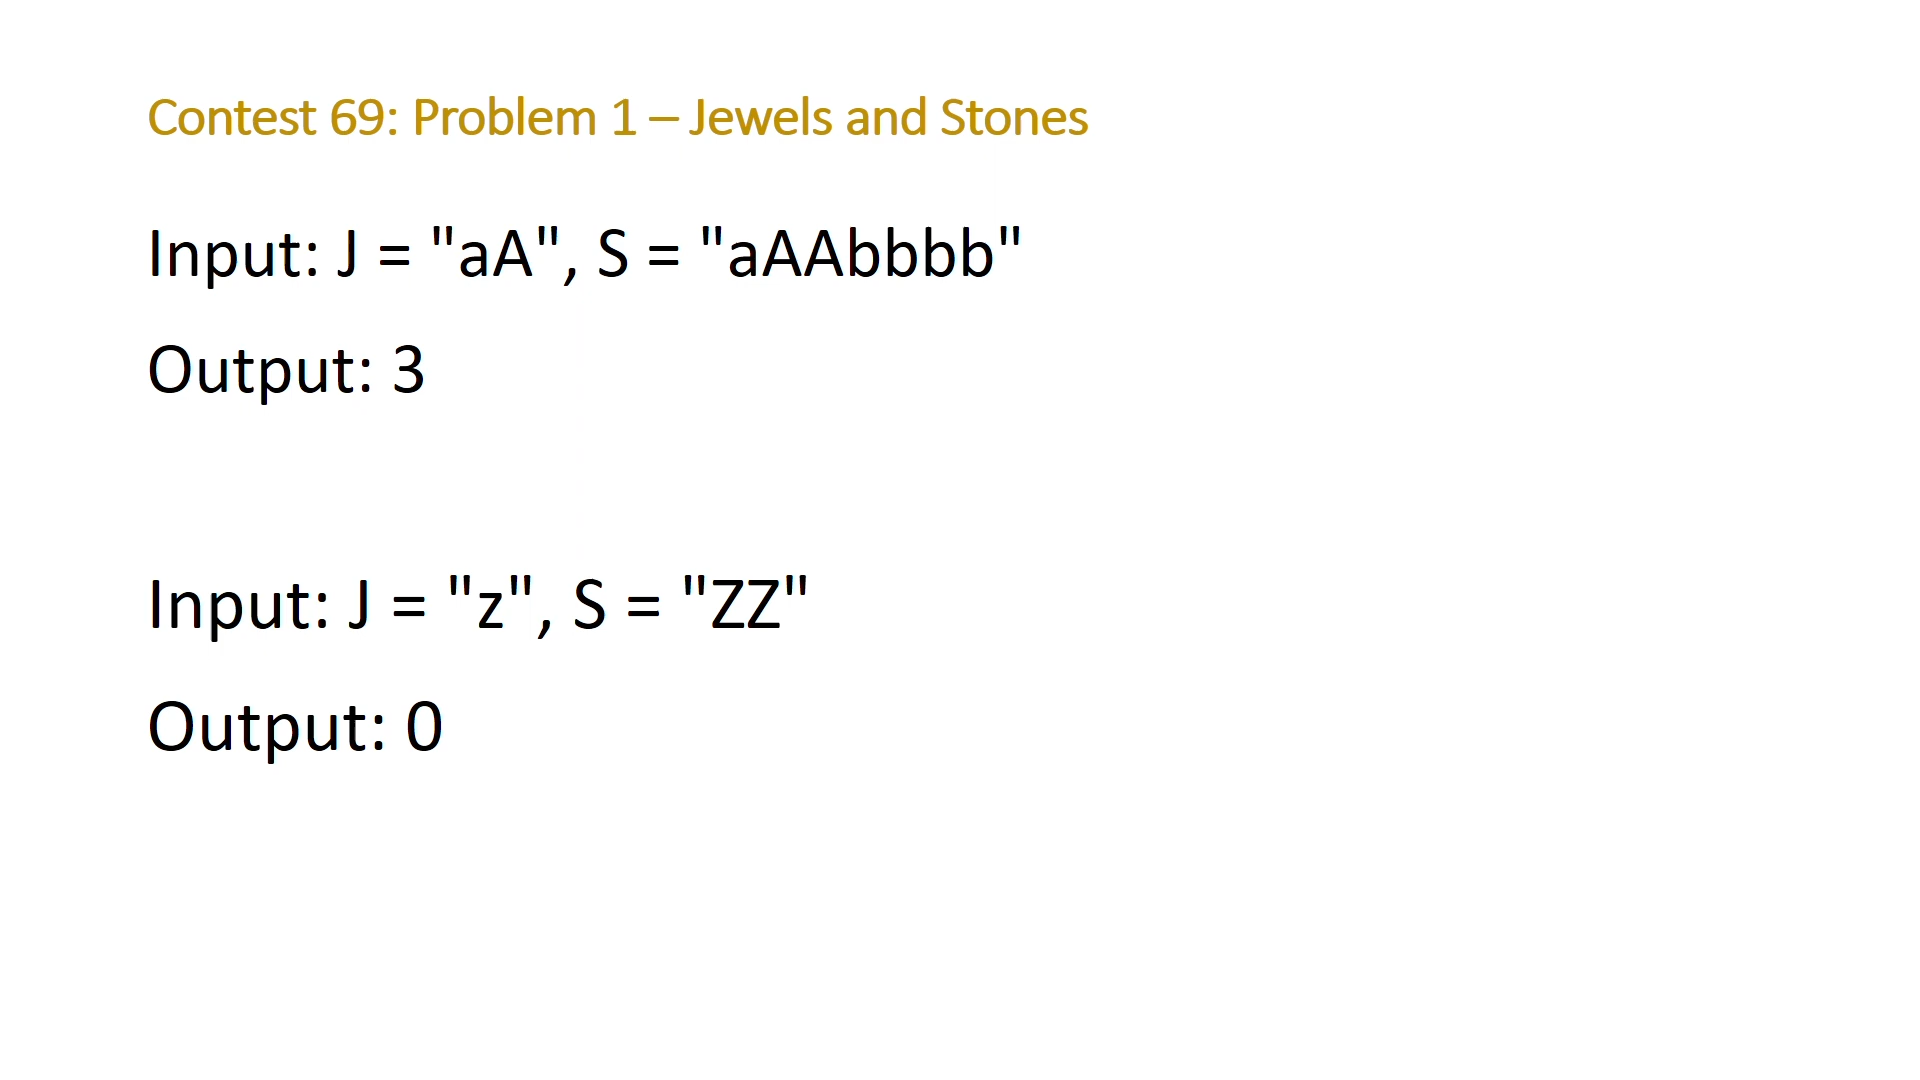 Contest 69: Problem 1 – Jewels and Stones
Input: J = "aA", S = "aAAbbbb"
Output: 3
Input: J = "z", S = "ZZ"
Output: 0